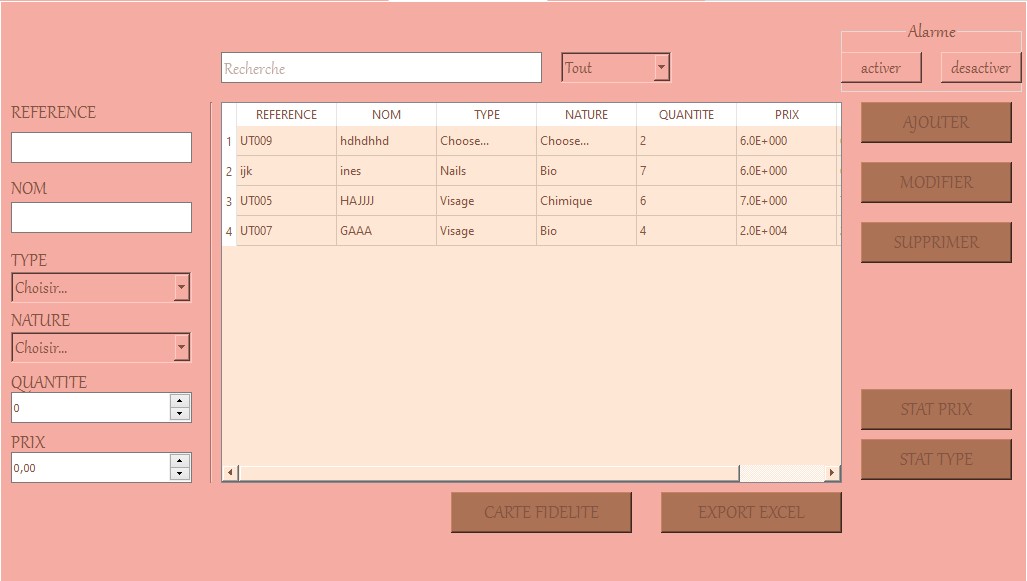 Alarme
Recherche
Tout
activer
desactiver
REFERENCE
NOM
TYPE
Choisir...
NATURE
Choisir...
QUANTITE
0
PRIX
0,00
REFERENCE NOM TYPE NATURE QUANTITE PRIX
1 UT009 hdhdhhd Choose... Choose... 2 6.0E+000
2 ijk ines Nails Bio 7 6.0E+000
3 UT005 HAJJJJ Visage Chimique 6 7.0E+000
4 UT007 GAAA Visage Bio 4 2.0E+004
AJOUTER
MODIFIER
SUPPRIMER
STAT PRIX
STAT TYPE
CARTE FIDELITE
EXPORT EXCEL